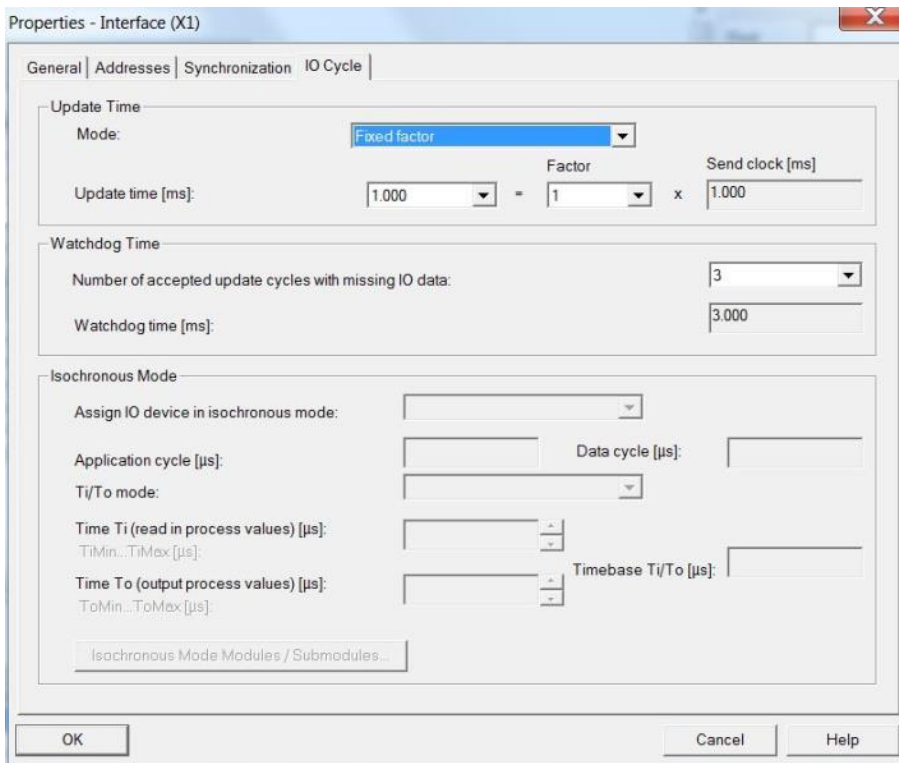 Properties - Interface (X1)
General Addresses Synchronization IO Cycle
Update Time
Mode: Fixed factor
Factor Send clock [ms]
Update time [ms]: 1.000 = 1 x 1.000
Watchdog Time
Number of accepted update cycles with missing IO data: 3
Watchdog time [ms]: 3.000
Isochronous Mode
Assign IO device in isochronous mode:
Application cycle [µs]: Data cycle [µs]:
Ti/To mode:
Time Ti (read in process values) [µs]:
TiMin...TiMax [µs]:
Timebase Ti/To [µs]:
Time To (output process values) [µs]:
ToMin...ToMax [µs]:
Isochronous Mode Modules / Submodules...
OK Cancel Help